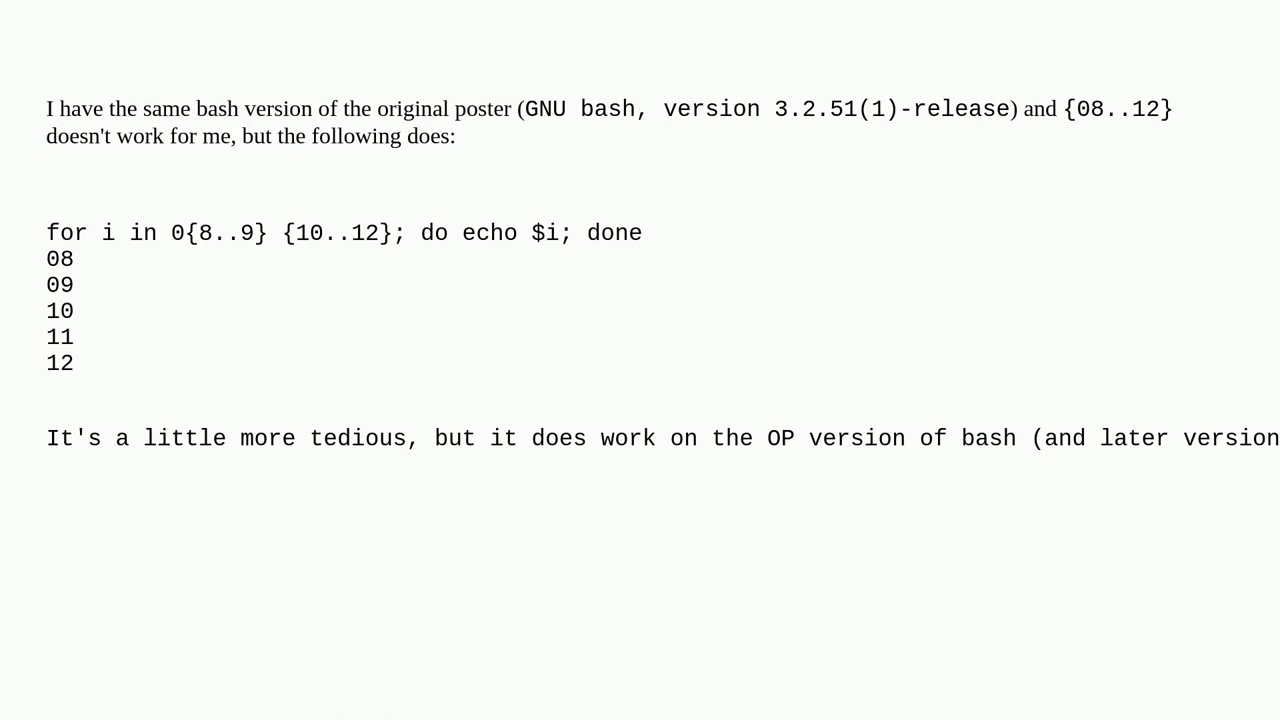 I have the same bash version of the original poster (GNU bash, version 3.2.51(1)-release) and {08..12}
doesn't work for me, but the following does:
for i in 0{8..9} {10..12}; do echo $i; done
08
09
10
11
12
It's a little more tedious, but it does work on the OP version of bash (and later version